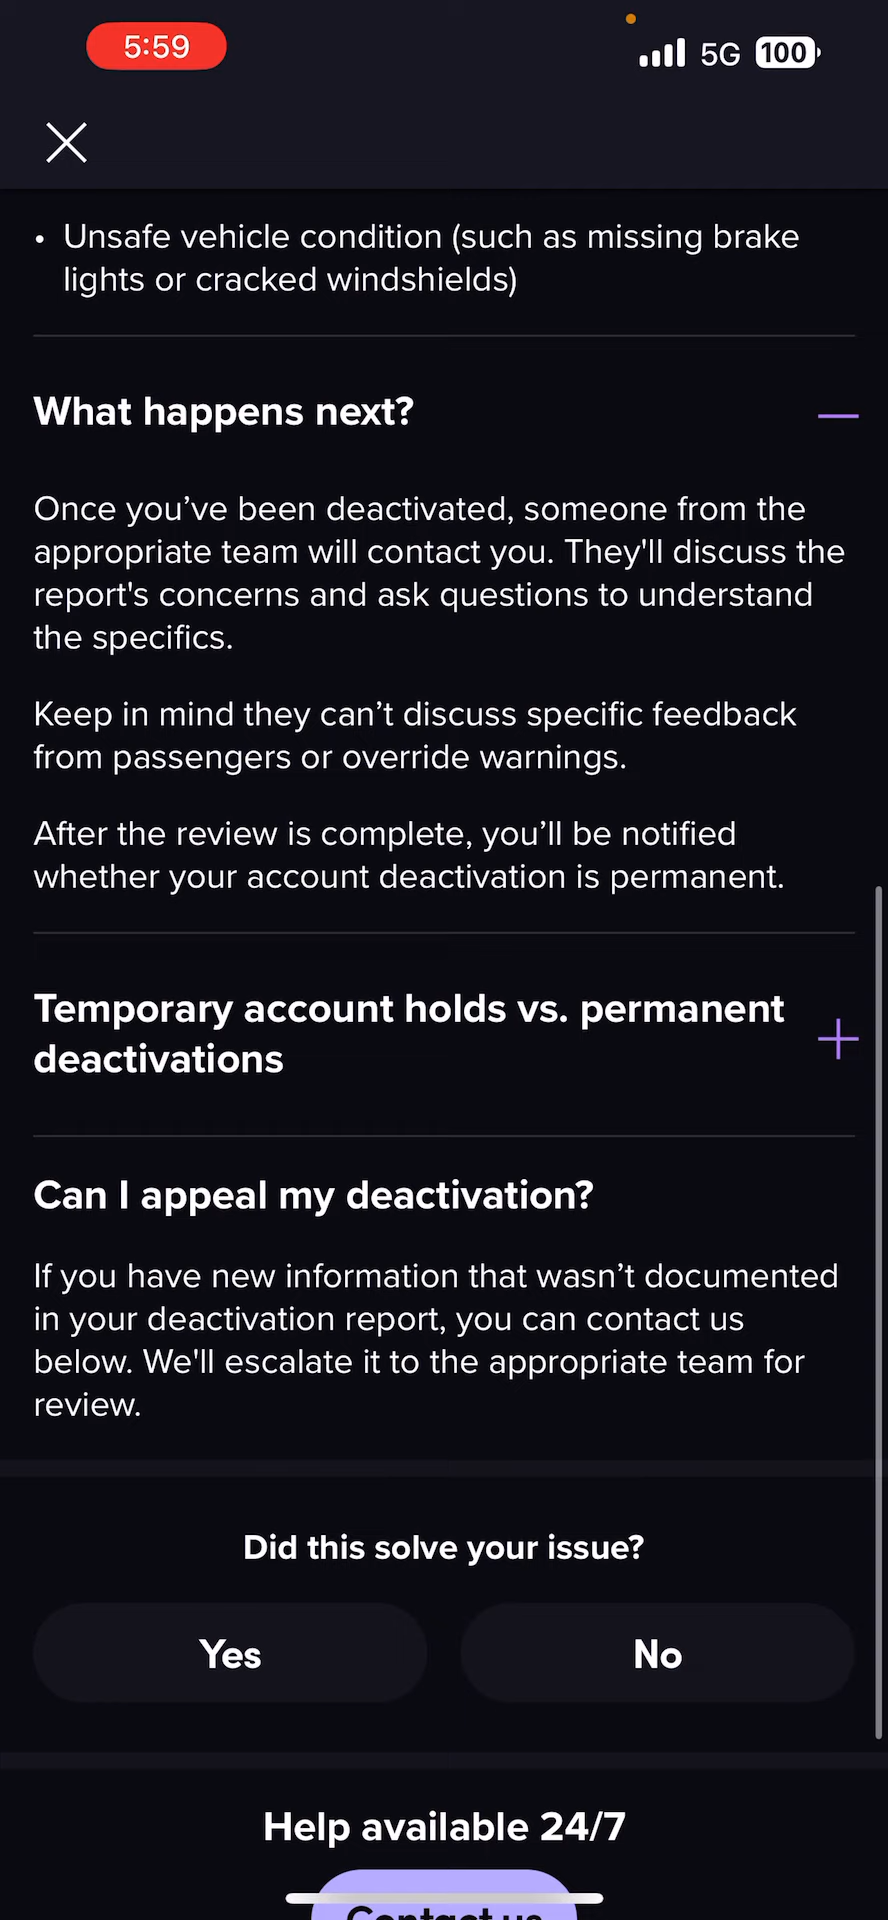 5:59
5G 100
• Unsafe vehicle condition (such as missing brake
lights or cracked windshields)
What happens next?
Once you’ve been deactivated, someone from the
appropriate team will contact you. They'll discuss the
report's concerns and ask questions to understand
the specifics.
Keep in mind they can’t discuss specific feedback
from passengers or override warnings.
After the review is complete, you’ll be notified
whether your account deactivation is permanent.
Temporary account holds vs. permanent
deactivations
Can I appeal my deactivation?
If you have new information that wasn’t documented
in your deactivation report, you can contact us
below. We'll escalate it to the appropriate team for
review.
Did this solve your issue?
Yes No
Help available 24/7
Contact us